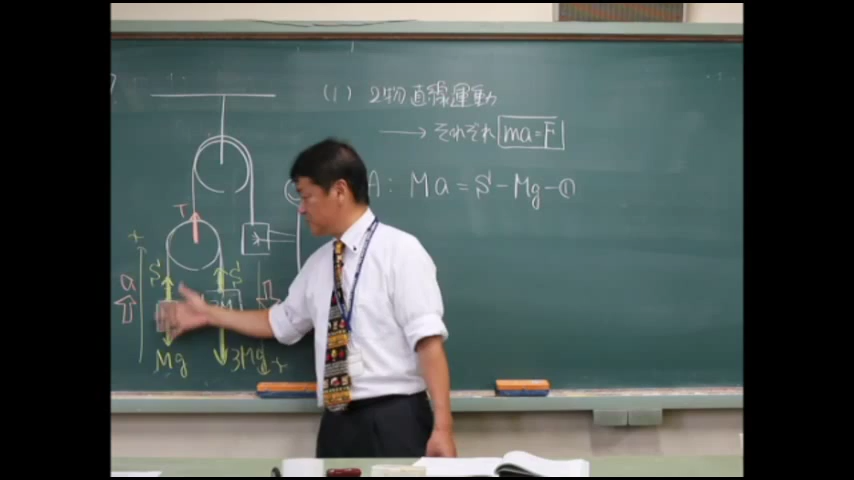 (1) 2物直線運動
→ それぞれ ma=F
A: Ma = S - Mg - ①
T
x
S
S
a
M
Mg
3Mg
x